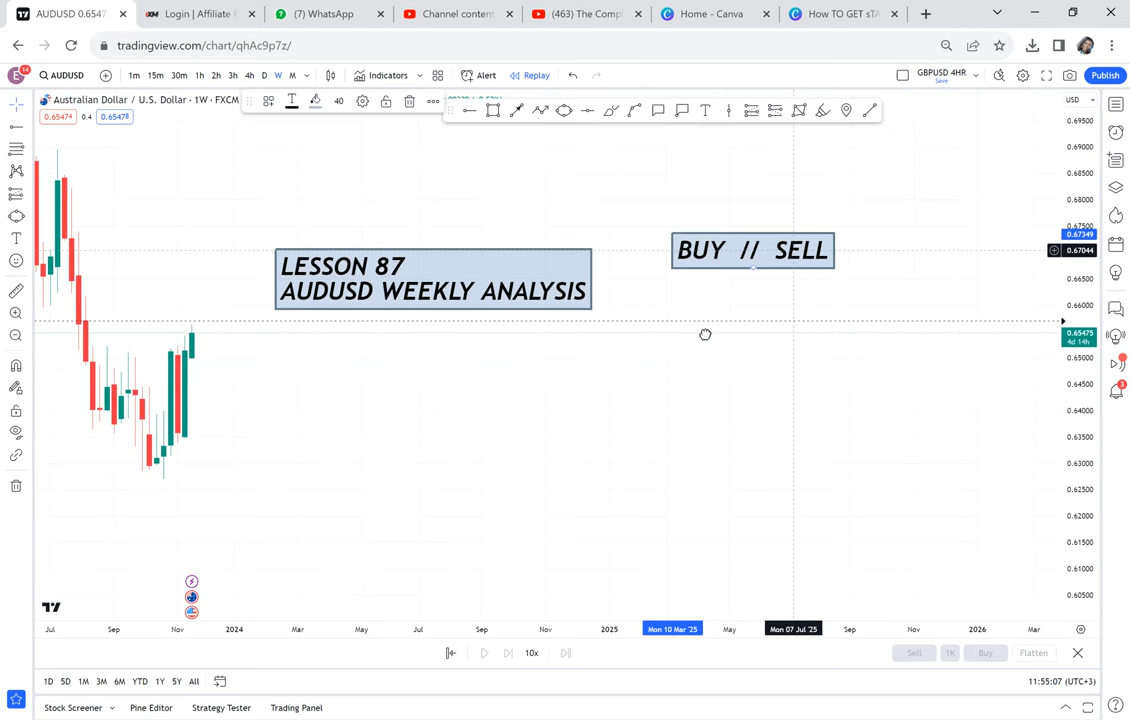 AUDUSD 0.6547
Login | Affiliate
(7) WhatsApp
Channel content
(463) The Compl
Home - Canva
How TO GET sTA
tradingview.com/chart/qhAc9p7z/
E
14
AUDUSD
1m 15m 30m 1h 2h 3h 4h D W M
Indicators
Alert
Replay
GBPUSD 4HR
Save
Publish
Australian Dollar / U.S. Dollar · 1W · FXCM
40
0.65474
0.4
0.65478
USD
0.69500
0.69000
0.68500
0.68000
0.67500
0.67349
0.67044
0.66500
0.66000
0.65475
4d 14h
0.65000
0.64500
0.64000
0.63500
0.63000
0.62500
0.62000
0.61500
0.61000
0.60500
BUY // SELL
LESSON 87
AUDUSD WEEKLY ANALYSIS
3
Jul Sep Nov 2024 Mar May Jul Sep Nov 2025 Mon 10 Mar '25 May Mon 07 Jul '25 Sep Nov 2026 Mar
10x
Sell 1K Buy Flatten
1D 5D 1M 3M 6M YTD 1Y 5Y All
11:55:07 (UTC+3)
Stock Screener Pine Editor Strategy Tester Trading Panel